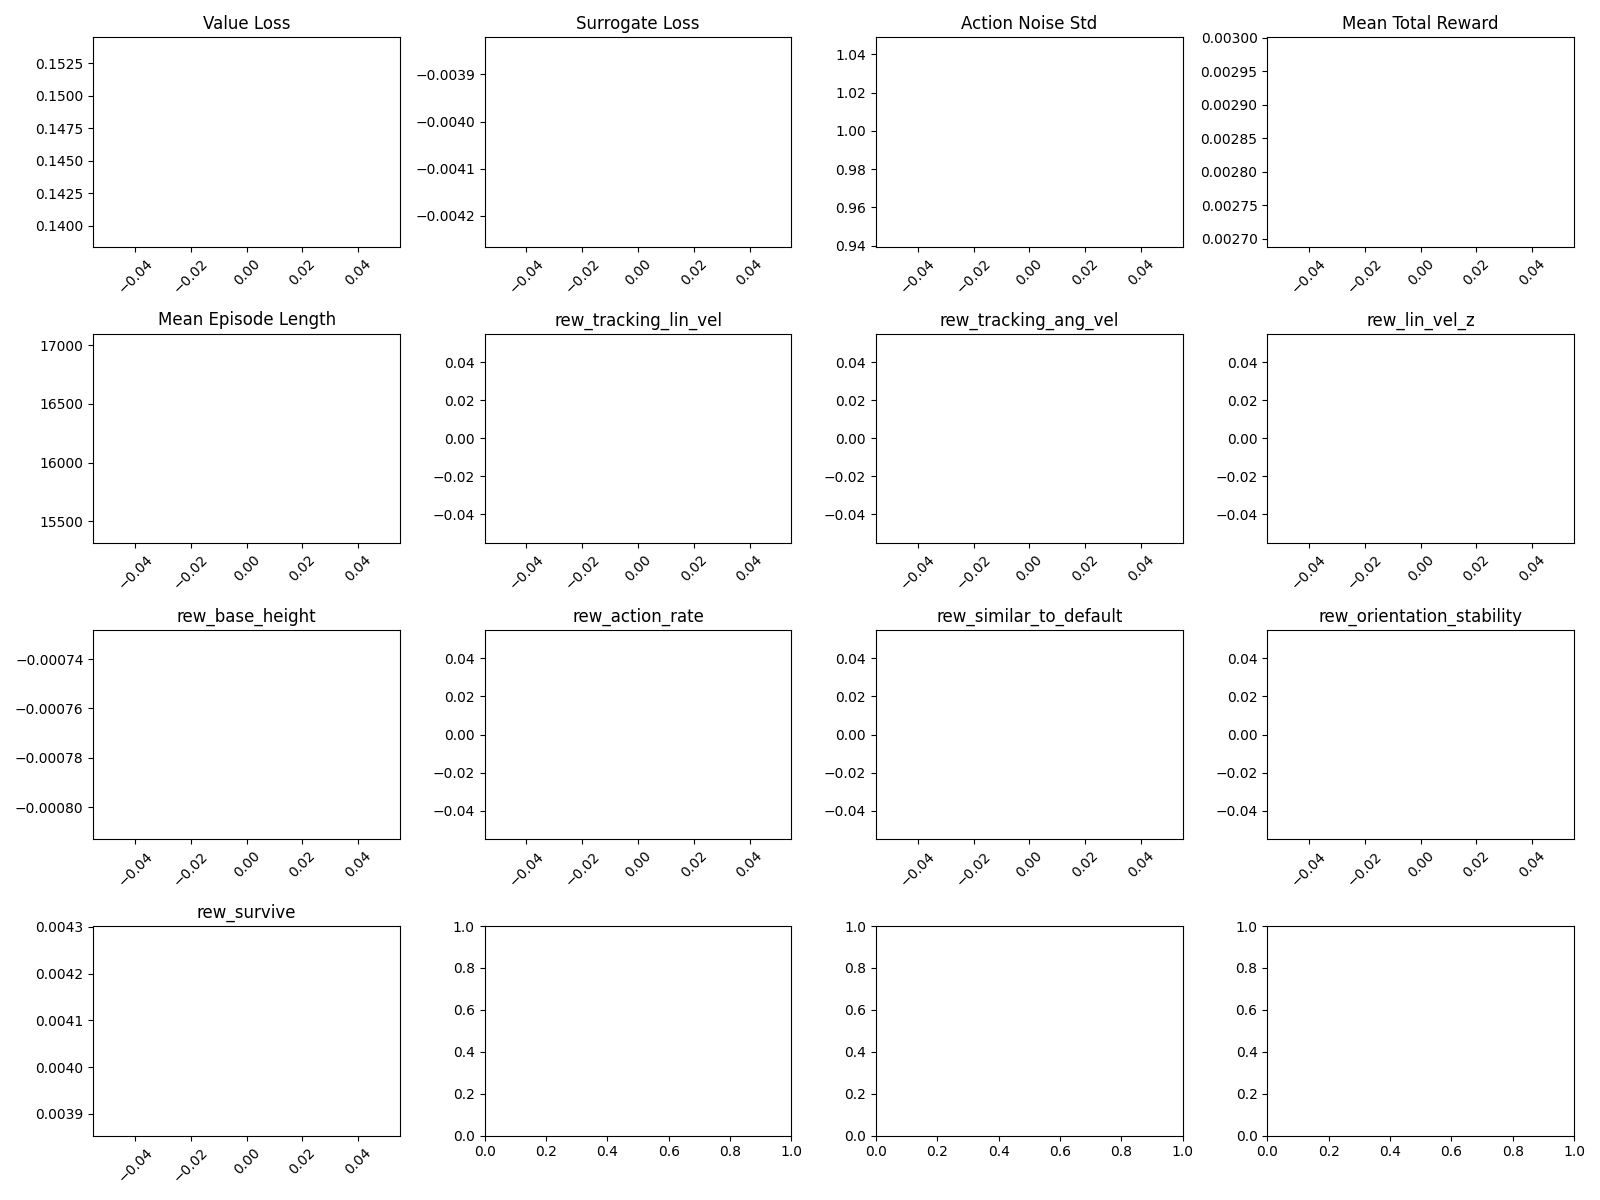 Value Loss
0.1525
0.1500
0.1475
0.1450
0.1425
0.1400
−0.04 −0.02 0.00 0.02 0.04
Surrogate Loss
−0.0039
−0.0040
−0.0041
−0.0042
−0.04 −0.02 0.00 0.02 0.04
Action Noise Std
1.04
1.02
1.00
0.98
0.96
0.94
−0.04 −0.02 0.00 0.02 0.04
Mean Total Reward
0.00300
0.00295
0.00290
0.00285
0.00280
0.00275
0.00270
−0.04 −0.02 0.00 0.02 0.04
Mean Episode Length
17000
16500
16000
15500
−0.04 −0.02 0.00 0.02 0.04
rew_tracking_lin_vel
0.04
0.02
0.00
−0.02
−0.04
−0.04 −0.02 0.00 0.02 0.04
rew_tracking_ang_vel
0.04
0.02
0.00
−0.02
−0.04
−0.04 −0.02 0.00 0.02 0.04
rew_lin_vel_z
0.04
0.02
0.00
−0.02
−0.04
−0.04 −0.02 0.00 0.02 0.04
rew_base_height
−0.00074
−0.00076
−0.00078
−0.00080
−0.04 −0.02 0.00 0.02 0.04
rew_action_rate
0.04
0.02
0.00
−0.02
−0.04
−0.04 −0.02 0.00 0.02 0.04
rew_similar_to_default
0.04
0.02
0.00
−0.02
−0.04
−0.04 −0.02 0.00 0.02 0.04
rew_orientation_stability
0.04
0.02
0.00
−0.02
−0.04
−0.04 −0.02 0.00 0.02 0.04
rew_survive
0.0043
0.0042
0.0041
0.0040
0.0039
−0.04 −0.02 0.00 0.02 0.04
1.0
0.8
0.6
0.4
0.2
0.0
0.0 0.2 0.4 0.6 0.8 1.0
1.0
0.8
0.6
0.4
0.2
0.0
0.0 0.2 0.4 0.6 0.8 1.0
1.0
0.8
0.6
0.4
0.2
0.0
0.0 0.2 0.4 0.6 0.8 1.0